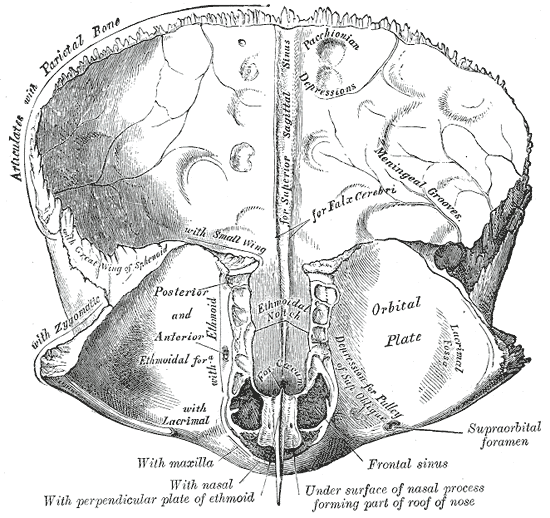 Articulates with Parietal Bone
for Superior Sagittal Sinus
Pacchionian
Depressions
Meningeal Grooves.
for Falx Cerebri
with Small Wing
with Great Wing of Sphenoid
with Zygomatic
Posterior
and
Anterior
Ethmoidal for a
with Ethmoid
with
Lacrimal
Ethmoidal
Notch
for Cæcum
Orbital
Plate
Lacrimal
Fossa
Depression for Pulley
of Sup. Oblique
Supraorbital
foramen
With maxilla
With nasal
With perpendicular plate of ethmoid
Frontal sinus
Under surface of nasal process
forming part of roof of nose